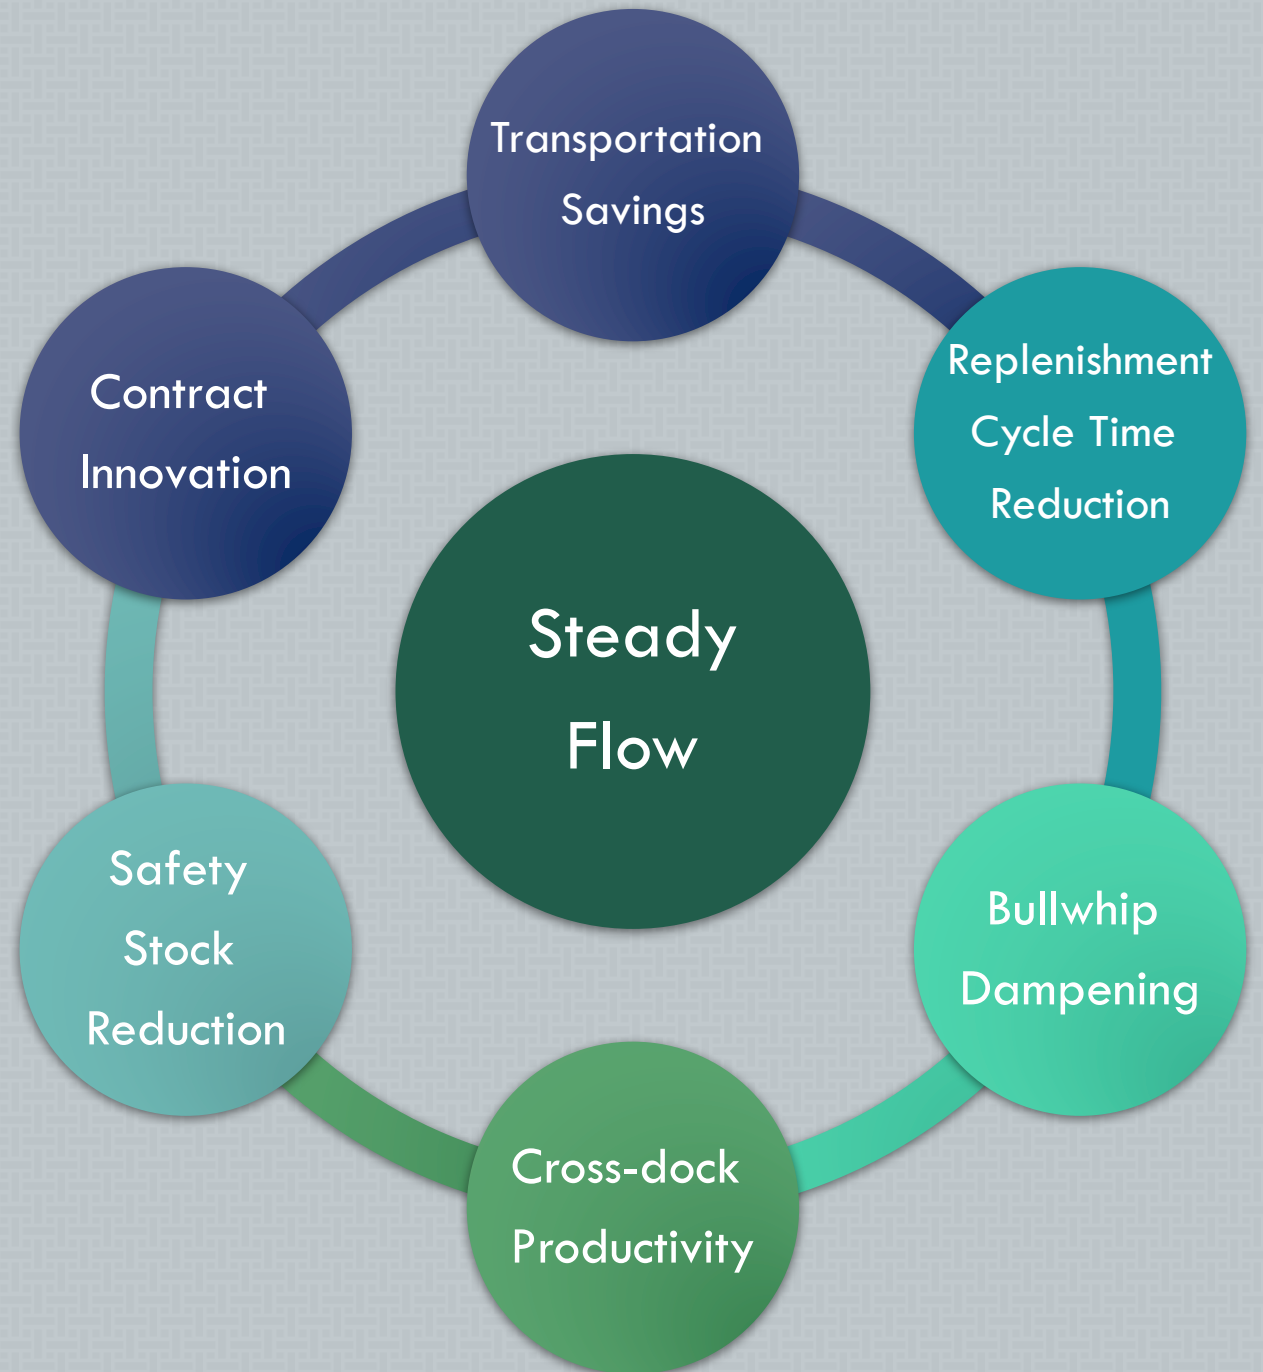 Transportation
Savings
Replenishment
Cycle Time
Reduction
Bullwhip
Dampening
Cross-dock
Productivity
Safety
Stock
Reduction
Contract
Innovation
Steady
Flow